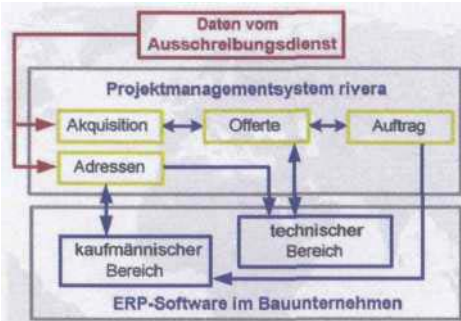 Daten vom
Ausschreibungsdienst
Projektmanagementsystem rivera
Akquisition
Offerte
Auftrag
Adressen
kaufmännischer
Bereich
technischer
Bereich
ERP-Software im Bauunternehmen